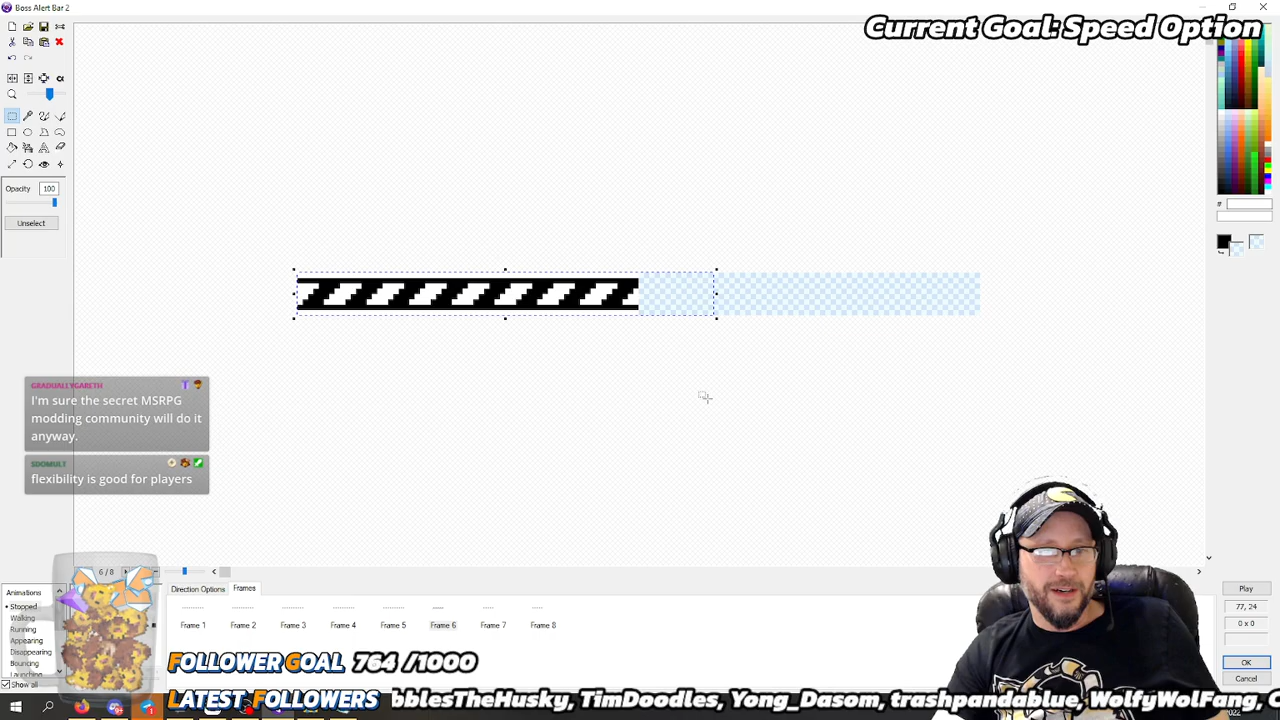 Boss Alert Bar 2
Current Goal: Speed Option
Opacity 100
Unselect
#
GRADUALLYGARETH
I'm sure the secret MSRPG
modding community will do it
anyway.
SDOMULT
flexibility is good for players
6 / 8
Animations
Stopped
Walking
Running
Appearing
Disappearing
Bouncing
Show all
Direction Options
Frames
Frame 1
Frame 2
Frame 3
Frame 4
Frame 5
Frame 6
Frame 7
Frame 8
Play
77, 24
0 x 0
OK
Cancel
FOLLOWER GOAL 764 /1000
LATEST FOLLOWERS bblesTheHusky, TimDoodles, Yong_Dasom, trashpandablue, WolfyWolFang,